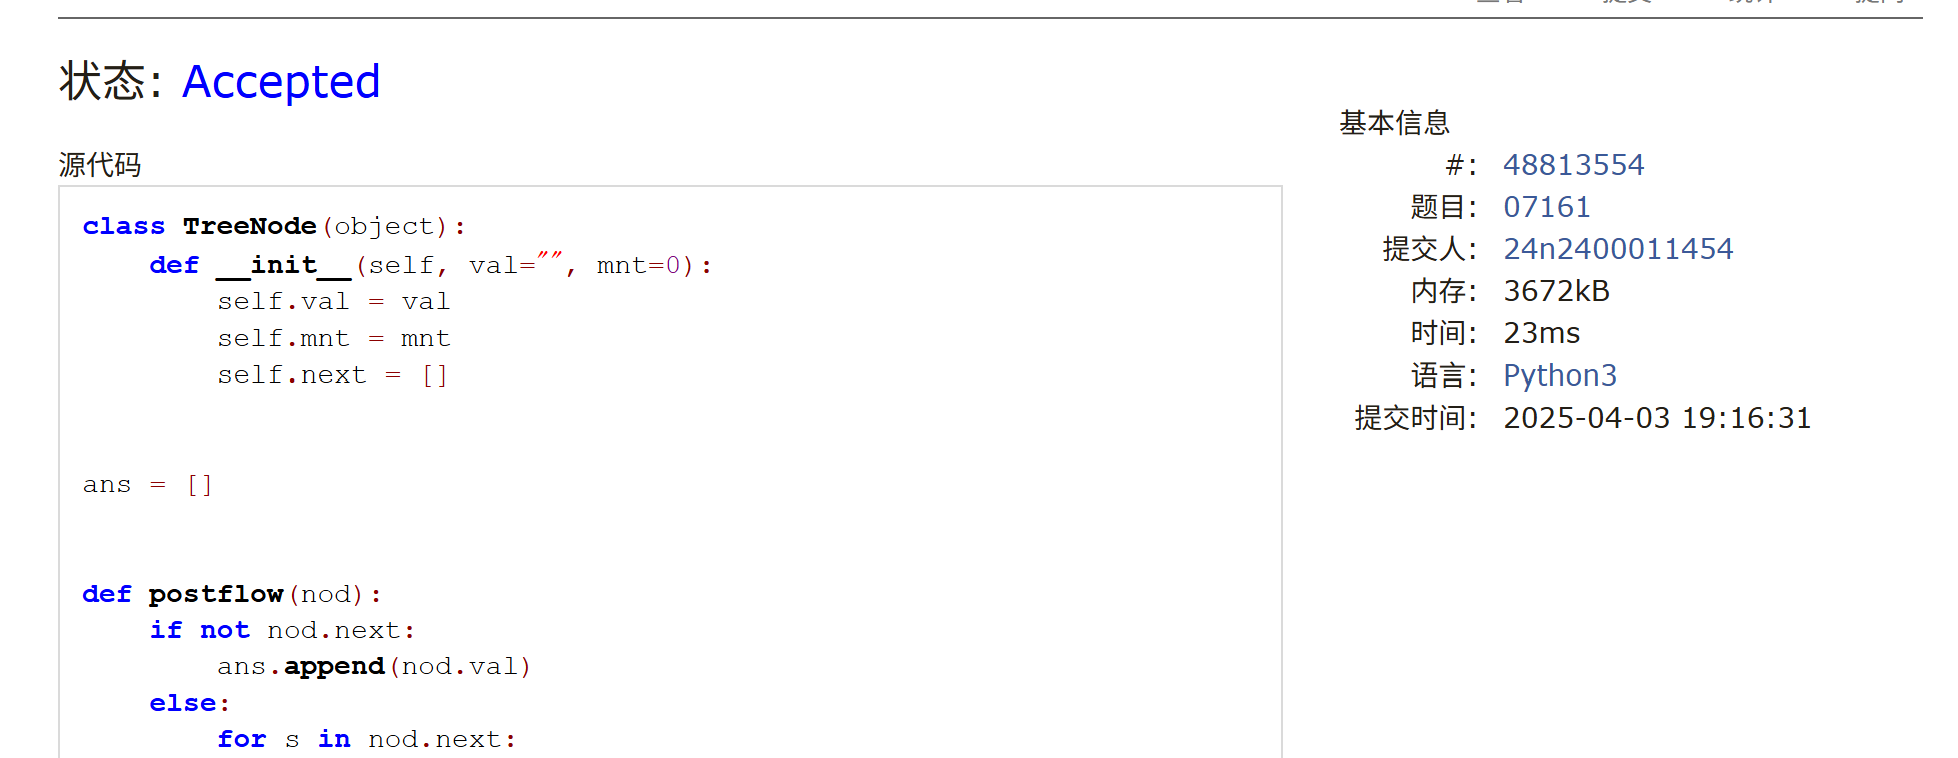 状态: Accepted
源代码
class TreeNode(object):
    def __init__(self, val="", mnt=0):
        self.val = val
        self.mnt = mnt
        self.next = []
ans = []
def postflow(nod):
    if not nod.next:
        ans.append(nod.val)
    else:
        for s in nod.next:
基本信息
#: 48813554
题目: 07161
提交人: 24n2400011454
内存: 3672kB
时间: 23ms
语言: Python3
提交时间: 2025-04-03 19:16:31